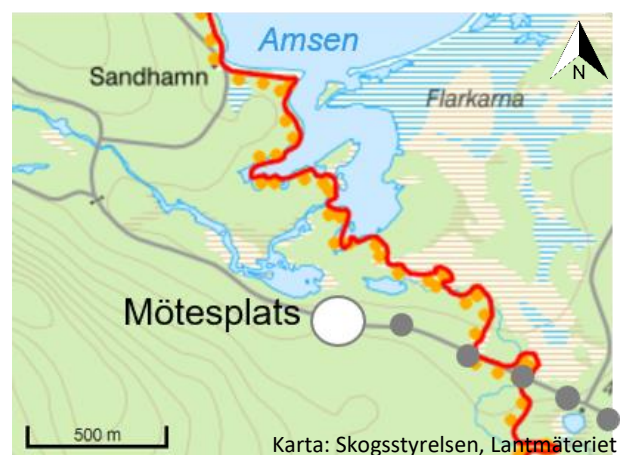 Amsen
N
Sandhamn
Flarkarna
Mötesplats
500 m
Karta: Skogsstyrelsen, Lantmäteriet